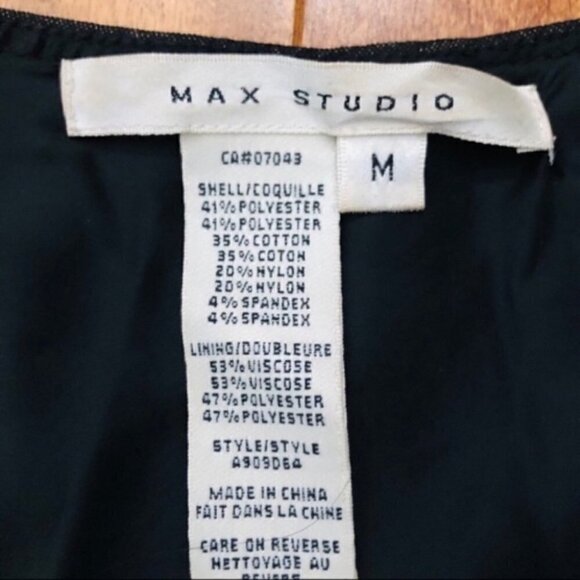 MAX STUDIO
M
CA#07043
SHELL/COQUILLE
41% POLYESTER
41% POLYESTER
35% COTTON
35% COTON
20% NYLON
20% NYLON
4% SPANDEX
4% SPANDEX
LINING/DOUBLEURE
53% VISCOSE
53% VISCOSE
47% POLYESTER
47% POLYESTER
STYLE/STYLE
A909D64
MADE IN CHINA
FAIT DANS LA CHINE
CARE ON REVERSE
NETTOYAGE AU
REVERS